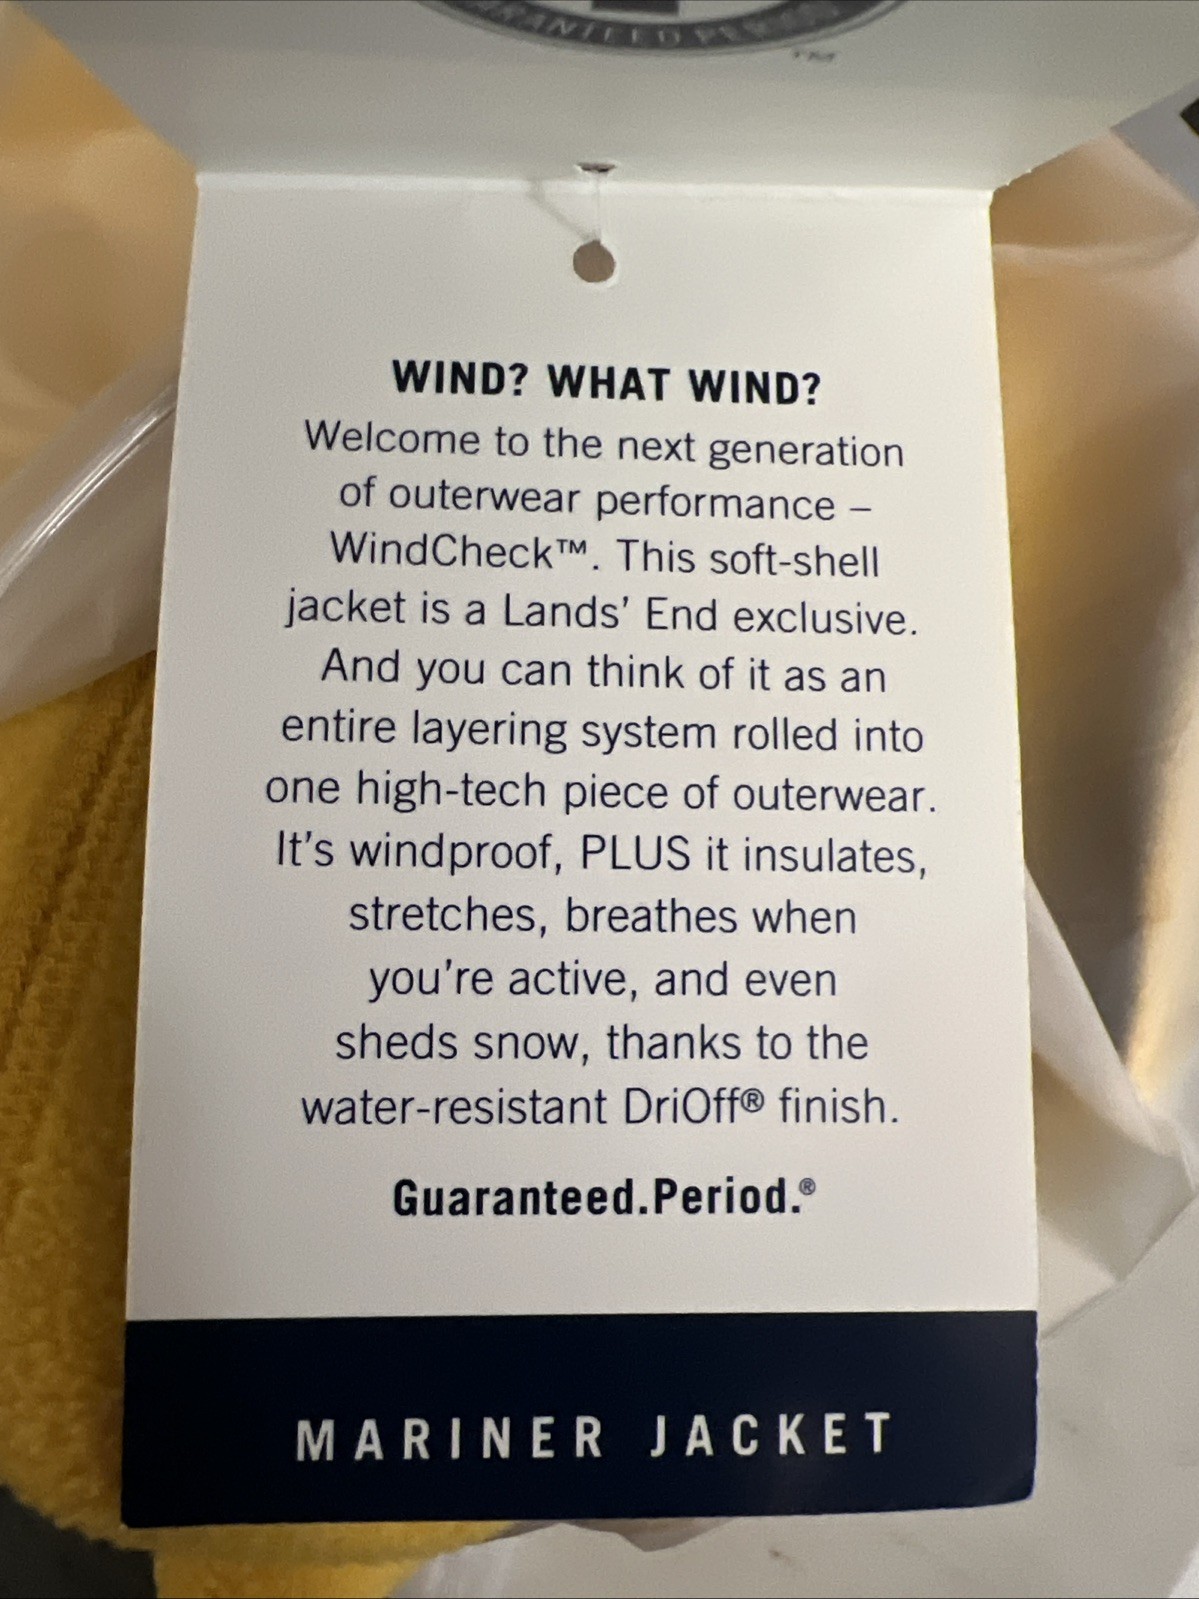 GUARANTEED PERIOD
™
WIND? WHAT WIND?
Welcome to the next generation
of outerwear performance –
WindCheck™. This soft-shell
jacket is a Lands’ End exclusive.
And you can think of it as an
entire layering system rolled into
one high-tech piece of outerwear.
It's windproof, PLUS it insulates,
stretches, breathes when
you're active, and even
sheds snow, thanks to the
water-resistant DriOff® finish.
Guaranteed.Period.®
MARINER JACKET